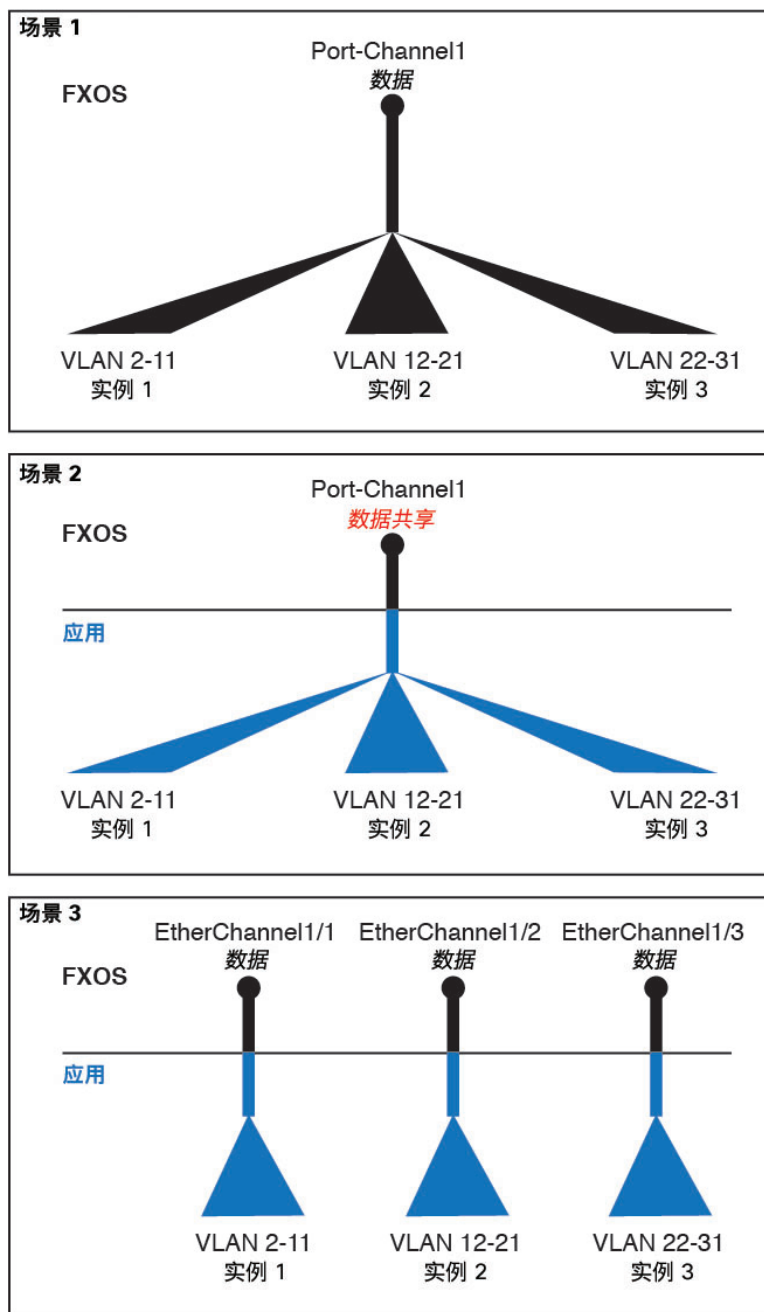 场景 1
Port-Channel1
数据
FXOS
VLAN 2-11 VLAN 12-21 VLAN 22-31
实例 1 实例 2 实例 3
场景 2
Port-Channel1
数据共享
FXOS
应用
VLAN 2-11 VLAN 12-21 VLAN 22-31
实例 1 实例 2 实例 3
场景 3
EtherChannel1/1 EtherChannel1/2 EtherChannel1/3
数据 数据 数据
FXOS
应用
VLAN 2-11 VLAN 12-21 VLAN 22-31
实例 1 实例 2 实例 3